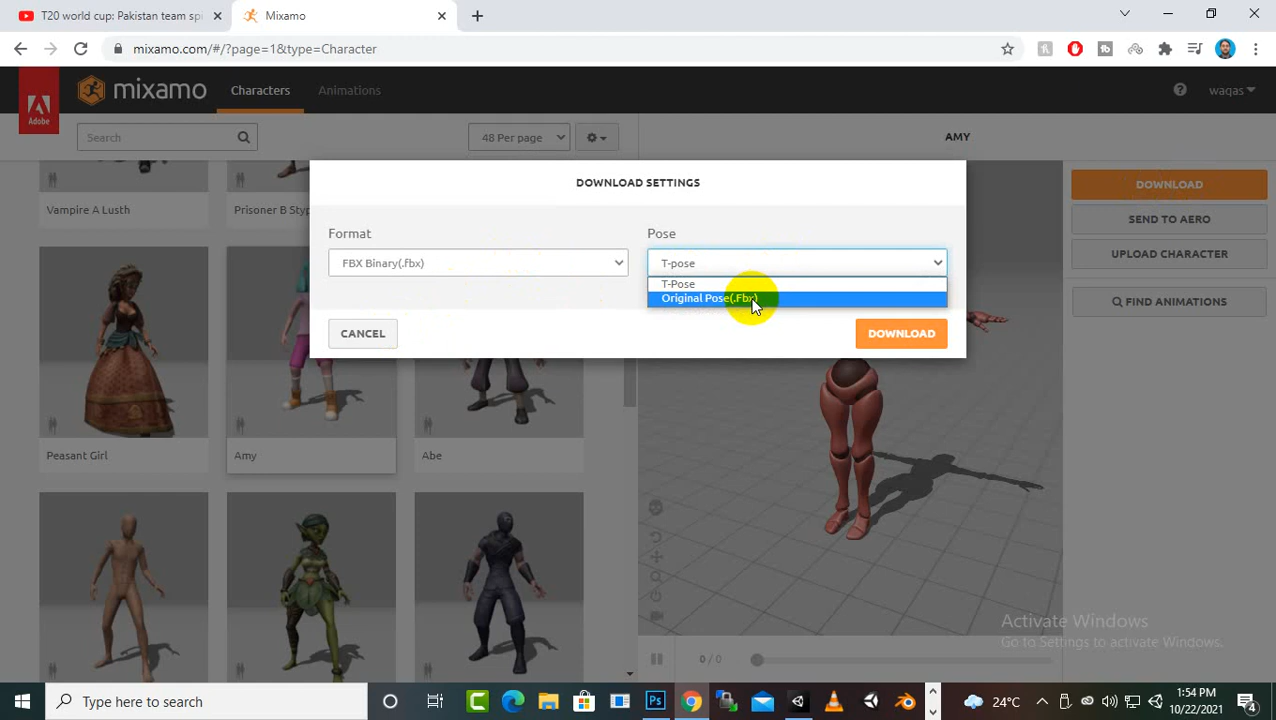 T20 world cup: Pakistan team sp
Mixamo
mixamo.com/#/?page=1&type=Character
Adobe
mixamo
Characters
Animations
waqas
Search
48 Per page
AMY
DOWNLOAD SETTINGS
Vampire A Lusth
Prisoner B Styp
DOWNLOAD
SEND TO AERO
UPLOAD CHARACTER
FIND ANIMATIONS
Format
Pose
FBX Binary(.fbx)
T-pose
T-Pose
Original Pose(.Fbx)
CANCEL
DOWNLOAD
Peasant Girl
Amy
Abe
Activate Windows
Go to Settings to activate Windows.
0 / 0
Type here to search
Ps
24°C
1:54 PM
10/22/2021
4